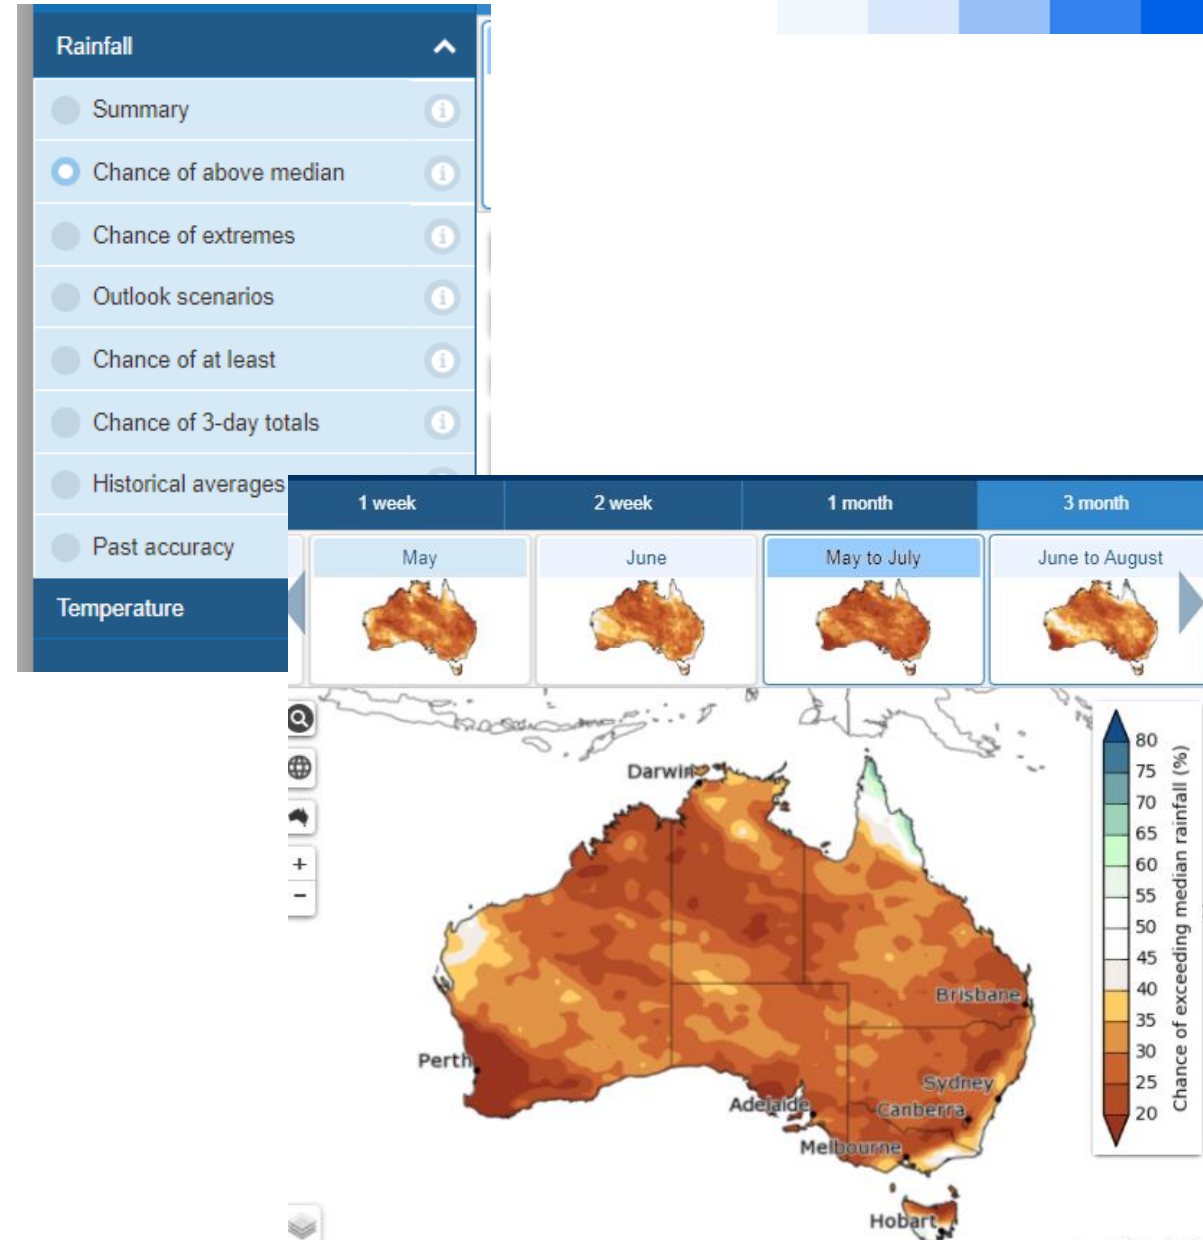 Rainfall
Summary
Chance of above median
Chance of extremes
Outlook scenarios
Chance of at least
Chance of 3-day totals
Historical averages
Past accuracy
Temperature
1 week
2 week
1 month
3 month
May
June
May to July
June to August
Darwin
Brisbane
Perth
Sydney
Adelaide
Canberra
Melbourne
Hobart
80
75
70
65
60
55
50
45
40
35
30
25
20
Chance of exceeding median rainfall (%)